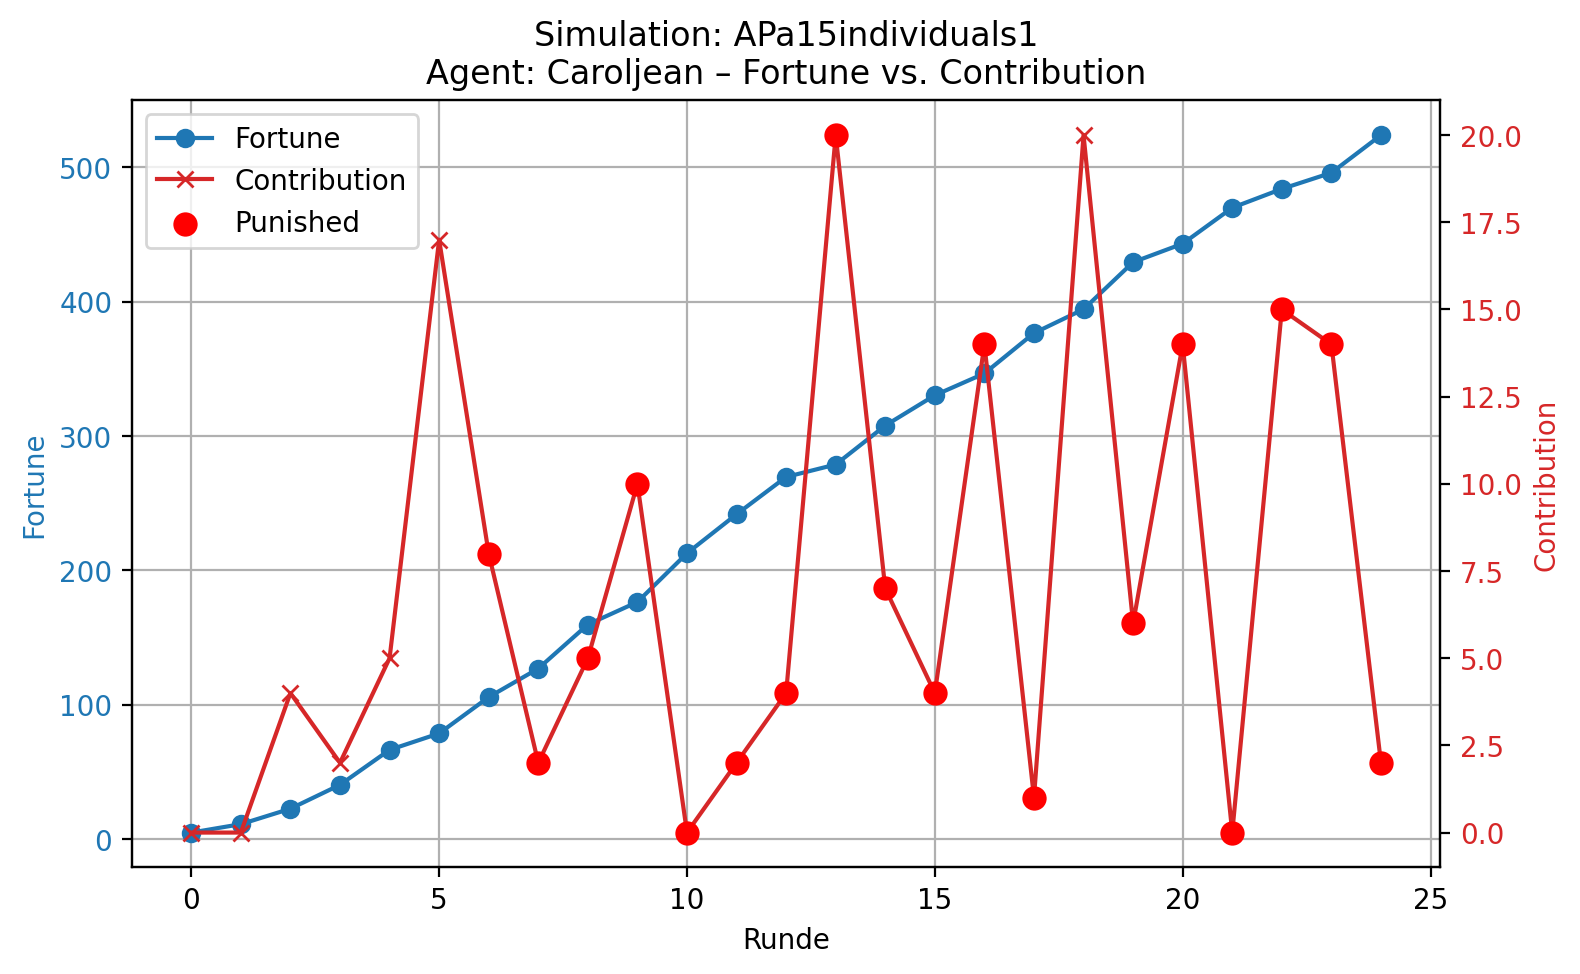 Simulation: APa15individuals1
Agent: Caroljean – Fortune vs. Contribution
Fortune
Contribution
Punished
500
400
300
200
100
0
Fortune
20.0
17.5
15.0
12.5
10.0
7.5
5.0
2.5
0.0
Contribution
0
5
10
15
20
25
Runde